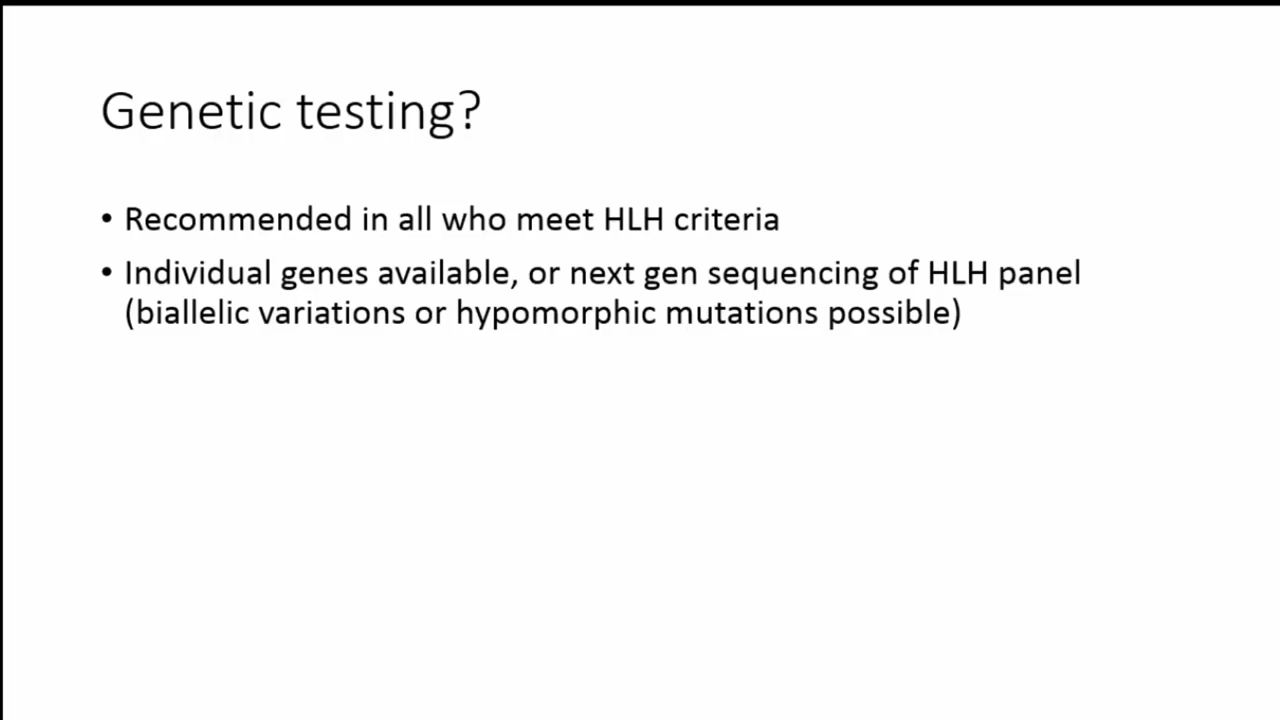 Genetic testing?
• Recommended in all who meet HLH criteria
• Individual genes available, or next gen sequencing of HLH panel
(biallelic variations or hypomorphic mutations possible)